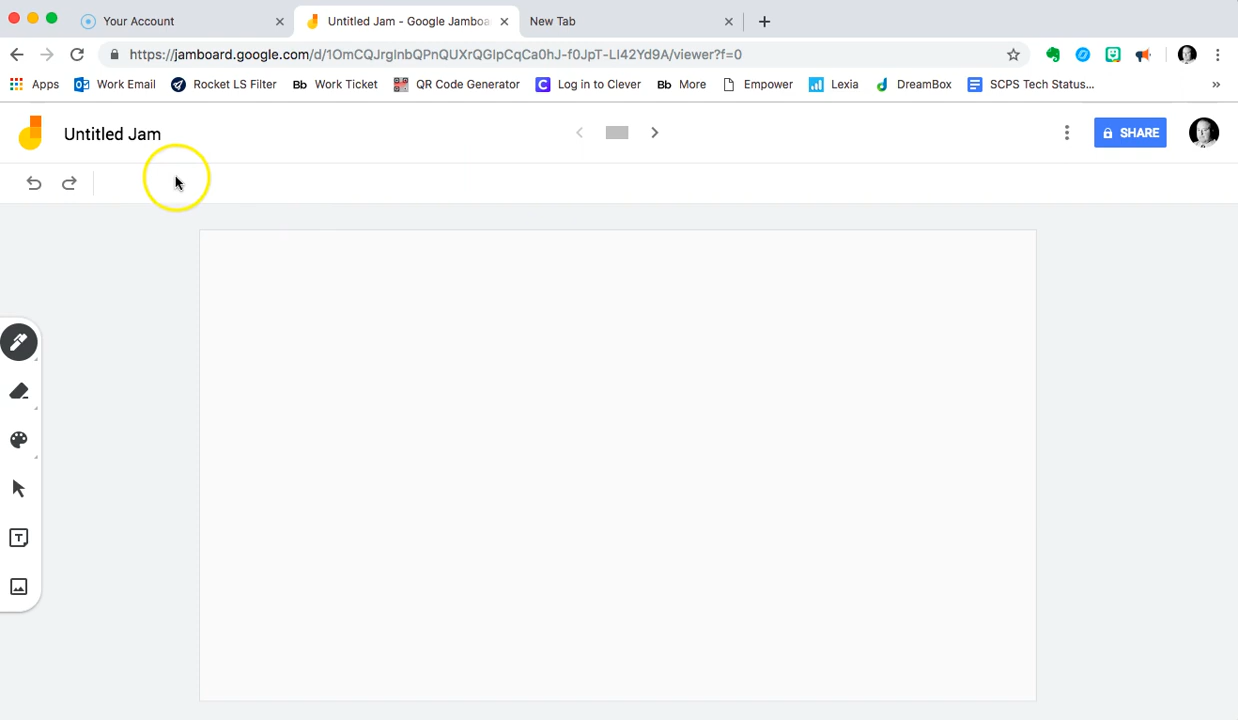 Your Account
Untitled Jam - Google Jamboa
New Tab
https://jamboard.google.com/d/1OmCQJrgInbQPnQUXrQGlpCqCa0hJ-f0JpT-LI42Yd9A/viewer?f=0
Apps Work Email Rocket LS Filter Bb Work Ticket QR Code Generator C Log in to Clever Bb More Empower Lexia DreamBox SCPS Tech Status... »
Untitled Jam
SHARE
T